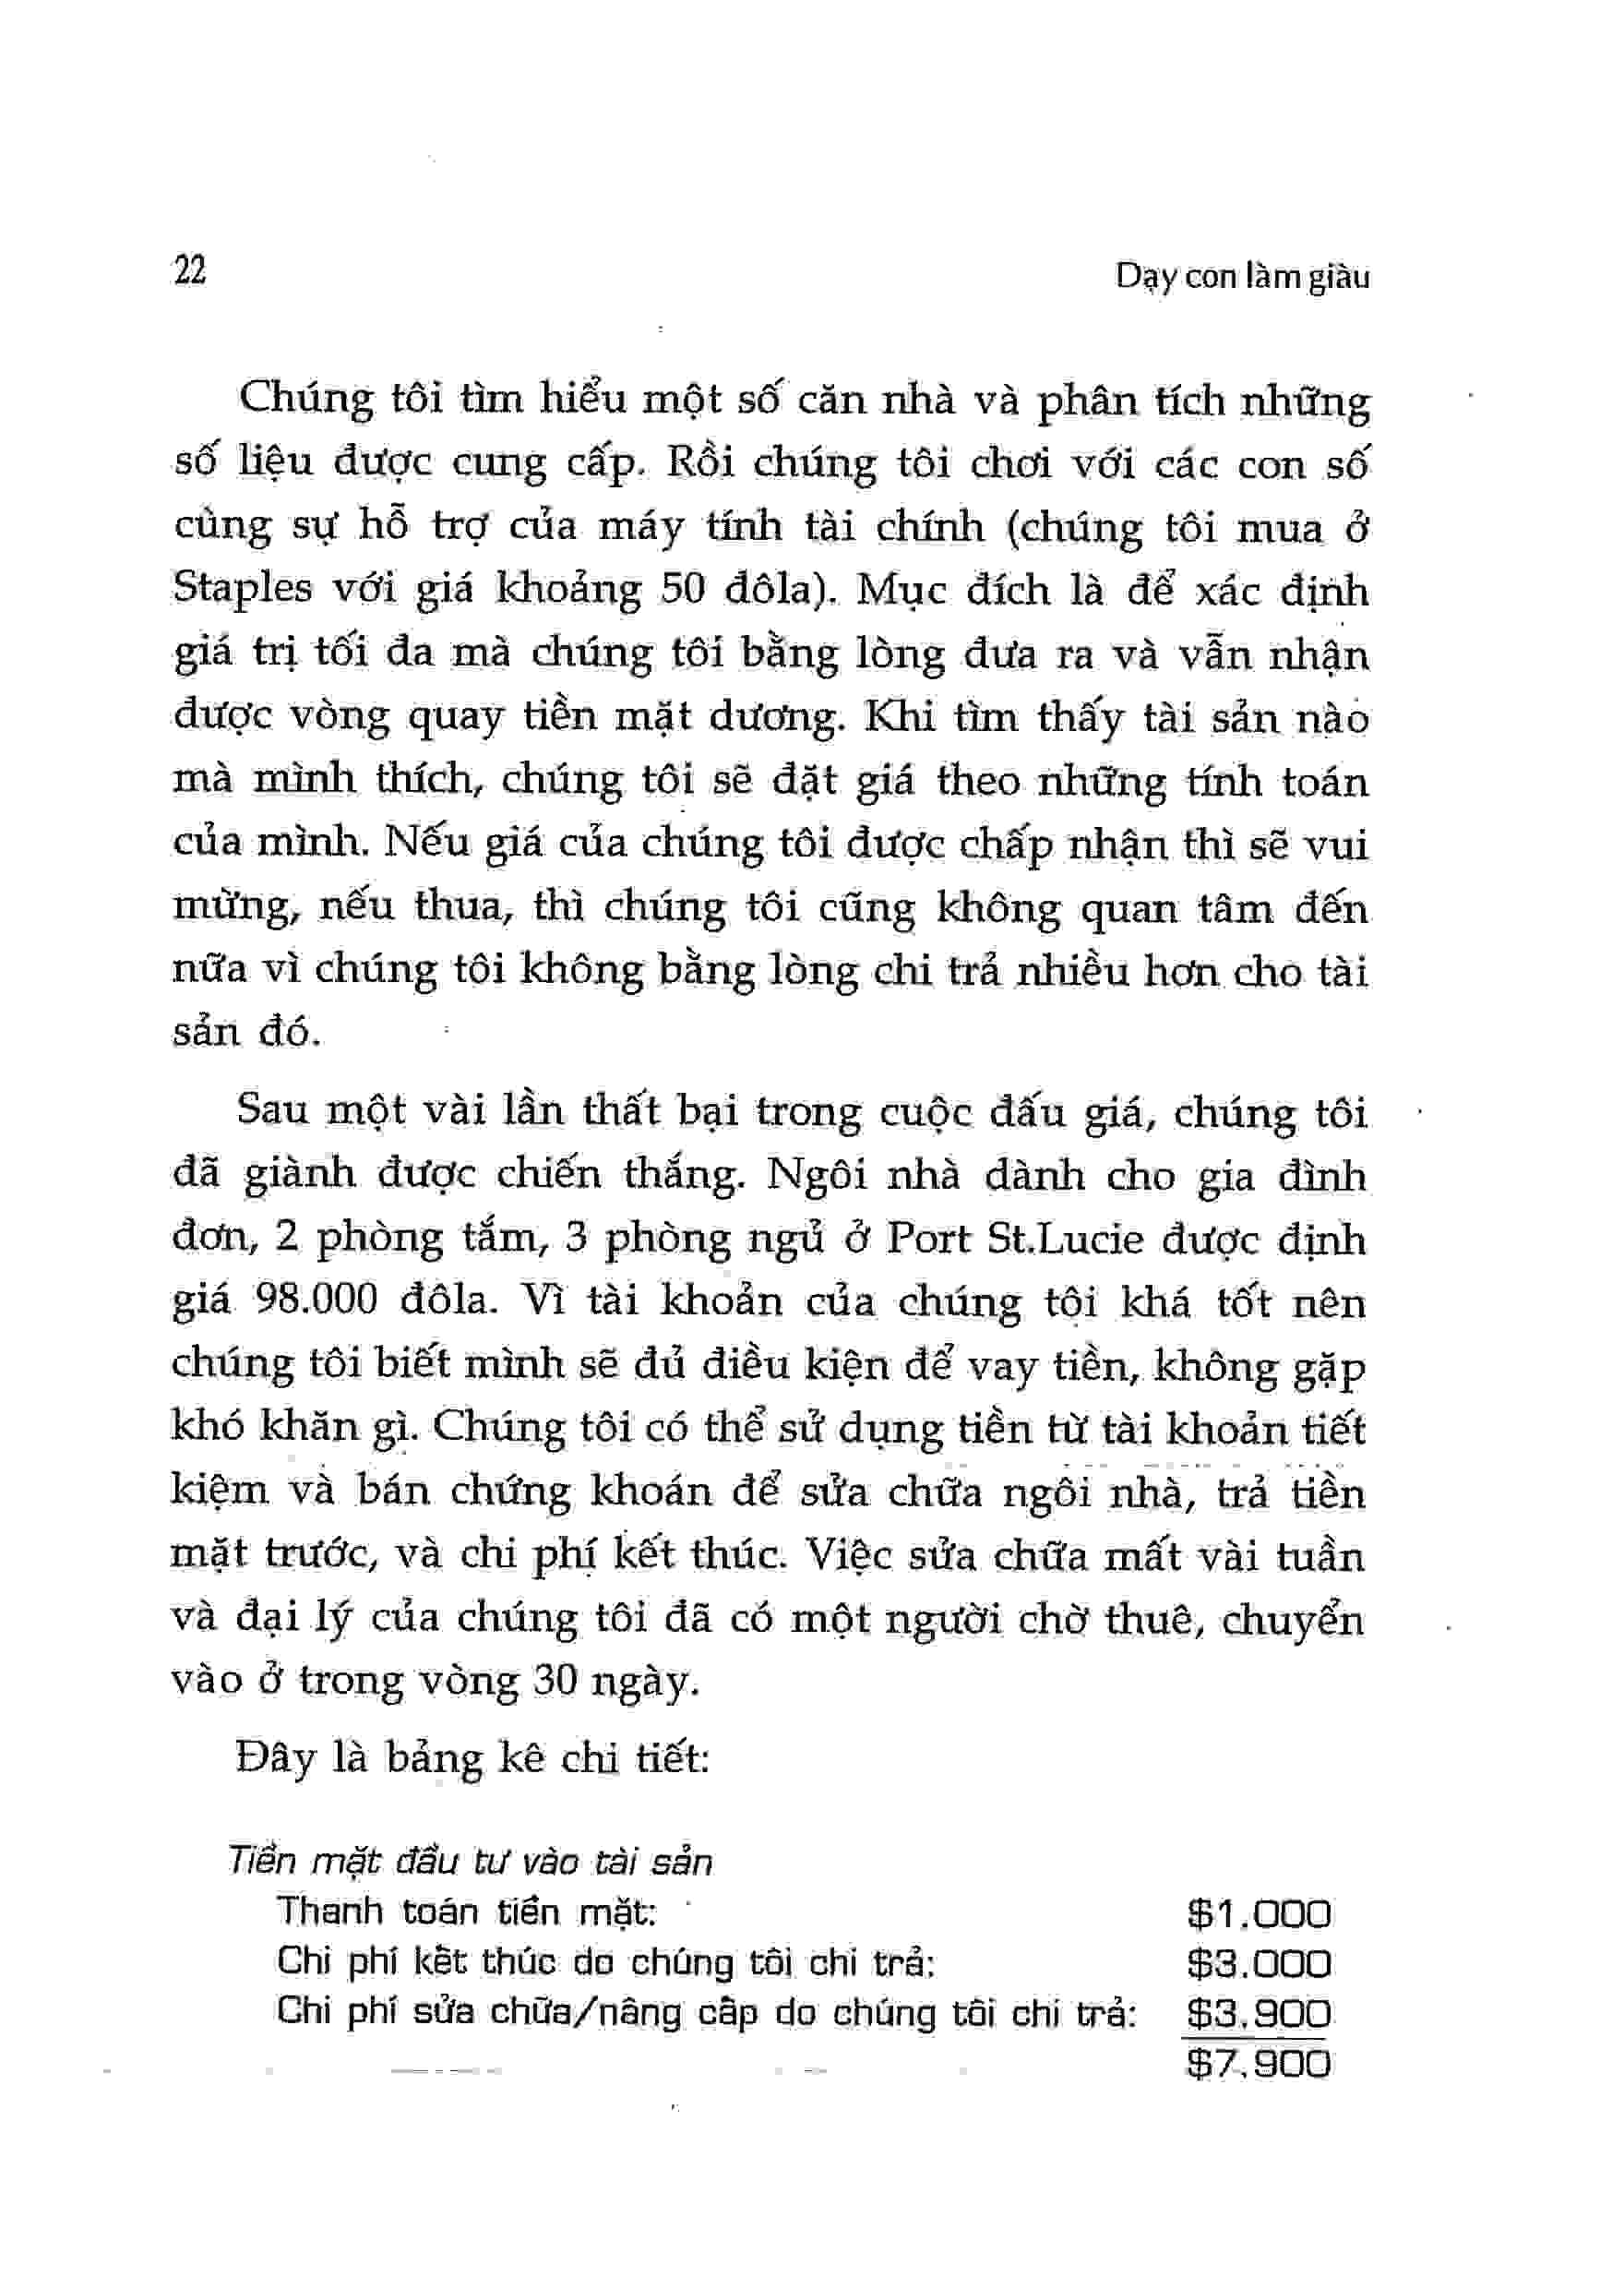 22
Dạy con làm giàu
Chúng tôi tìm hiểu một số căn nhà và phân tích những
số liệu được cung cấp. Rồi chúng tôi chơi với các con số
cùng sự hỗ trợ của máy tính tài chính (chúng tôi mua ở
Staples với giá khoảng 50 đôla). Mục đích là để xác định
giá trị tối đa mà chúng tôi bằng lòng đưa ra và vẫn nhận
được vòng quay tiền mặt dương. Khi tìm thấy tài sản nào
mà mình thích, chúng tôi sẽ đặt giá theo những tính toán
của mình. Nếu giá của chúng tôi được chấp nhận thì sẽ vui
mừng, nếu thua, thì chúng tôi cũng không quan tâm đến
nữa vì chúng tôi không bằng lòng chi trả nhiều hơn cho tài
sản đó.
Sau một vài lần thất bại trong cuộc đấu giá, chúng tôi
đã giành được chiến thắng. Ngôi nhà dành cho gia đình
đơn, 2 phòng tắm, 3 phòng ngủ ở Port St.Lucie được định
giá 98.000 đôla. Vì tài khoản của chúng tôi khá tốt nên
chúng tôi biết mình sẽ đủ điều kiện để vay tiền, không gặp
khó khăn gì. Chúng tôi có thể sử dụng tiền từ tài khoản tiết
kiệm và bán chứng khoán để sửa chữa ngôi nhà, trả tiền
mặt trước, và chi phí kết thúc. Việc sửa chữa mất vài tuần
và đại lý của chúng tôi đã có một người chờ thuê, chuyển
vào ở trong vòng 30 ngày.
Đây là bảng kê chi tiết:
Tiền mặt đầu tư vào tài sản
Thanh toán tiền mặt: $1.000
Chi phí kết thúc do chúng tôi chi trả: $3.000
Chi phí sửa chữa/nâng cấp do chúng tôi chi trả: $3.900
$7.900